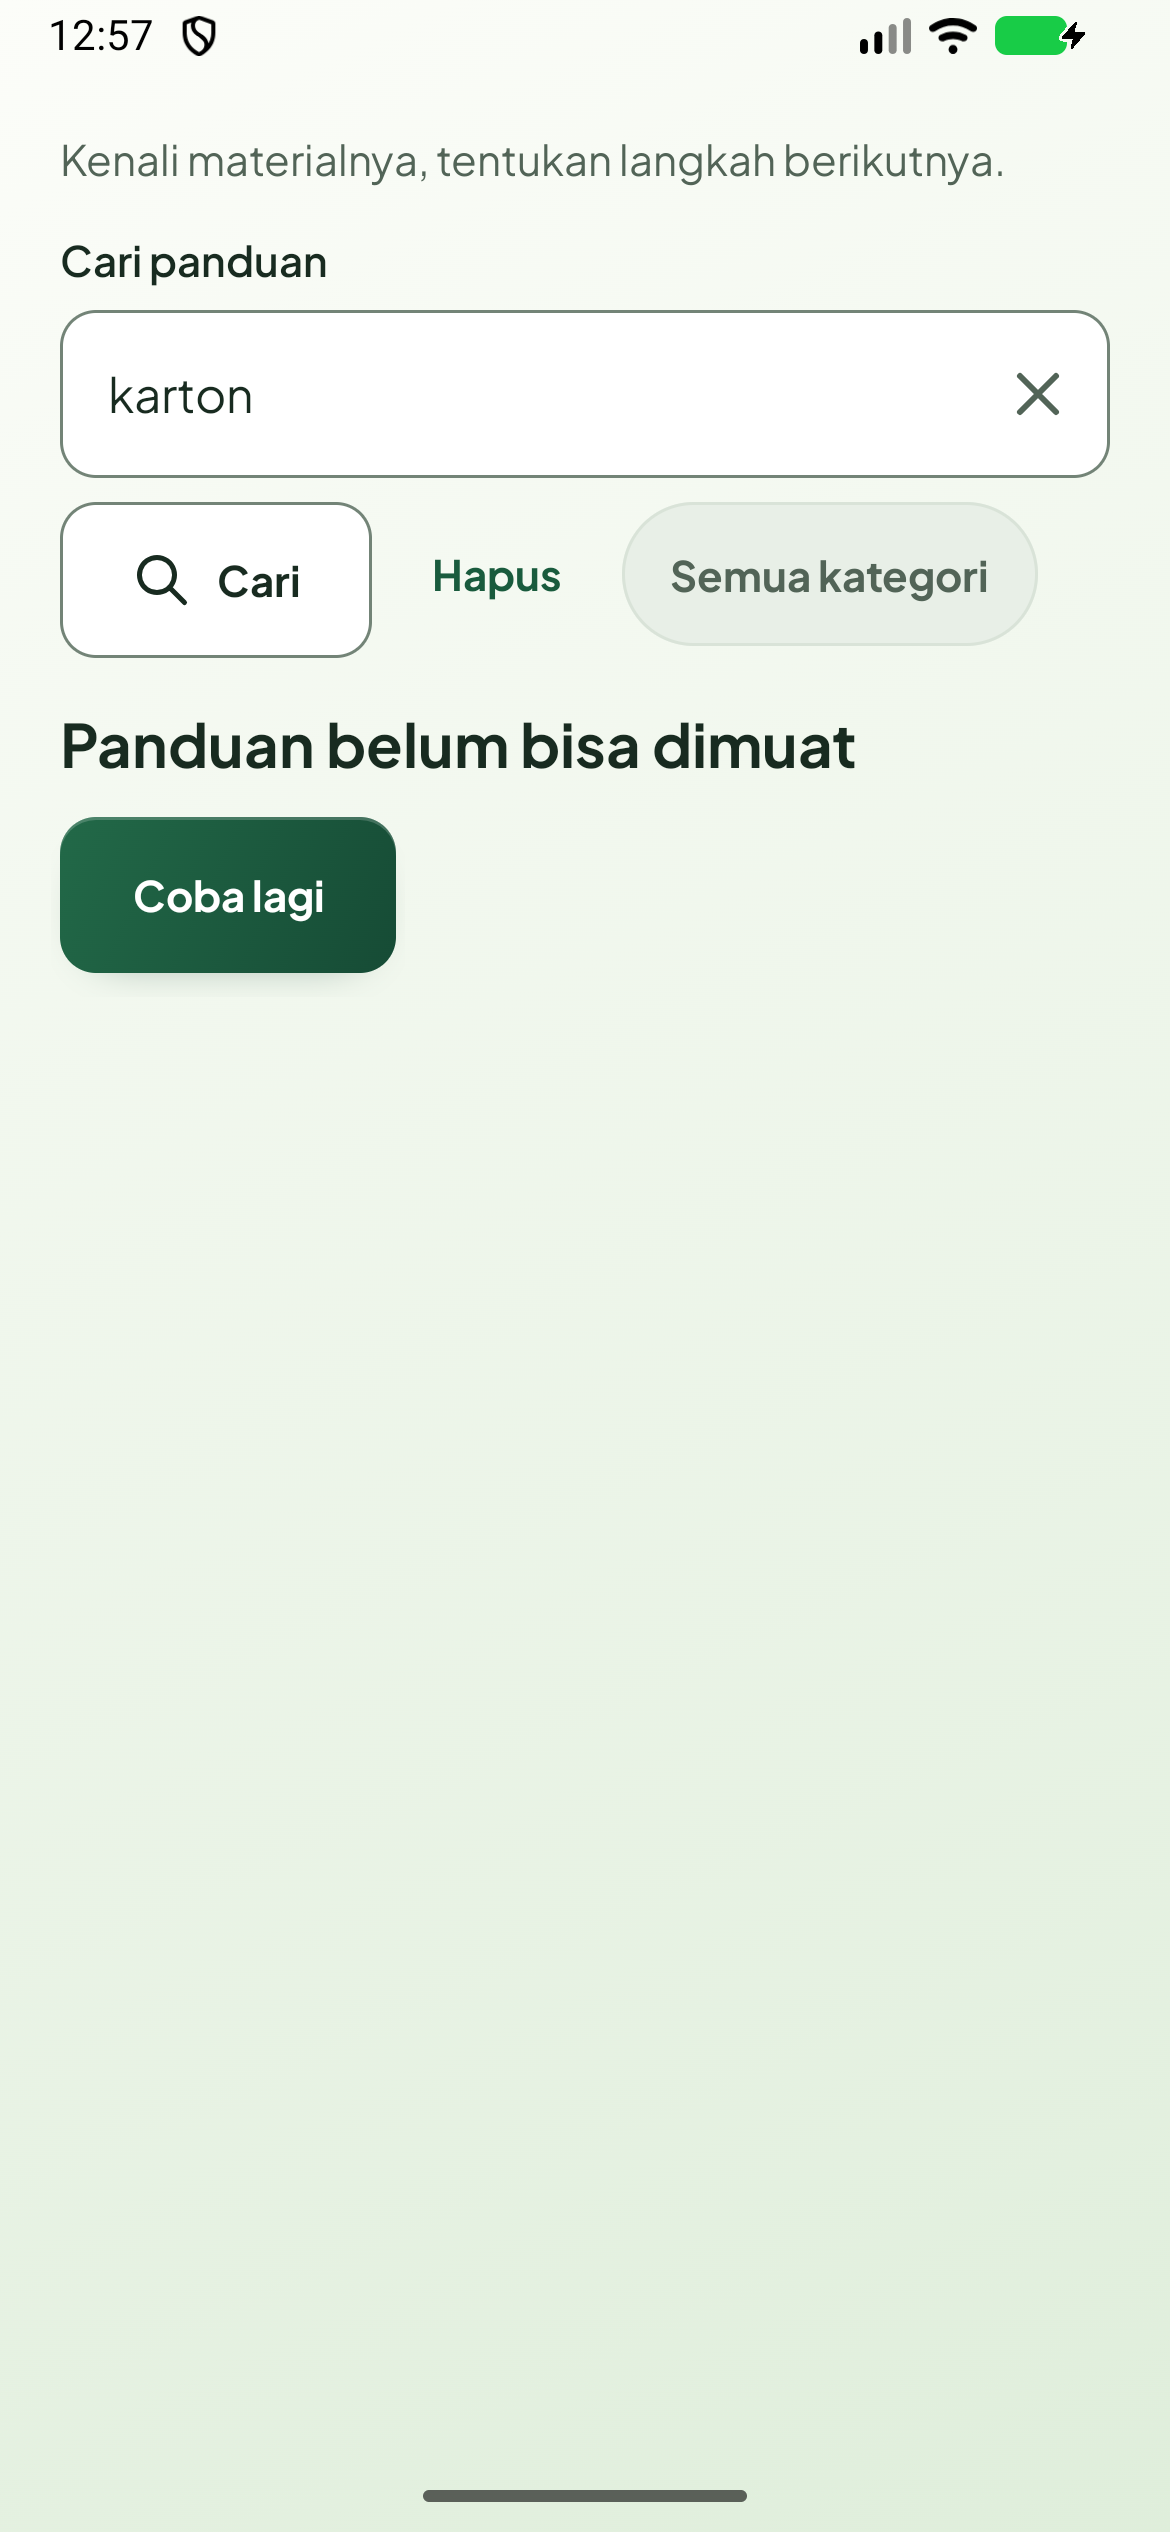 12:57
Kenali materialnya, tentukan langkah berikutnya.
Cari panduan
karton
Cari
Hapus
Semua kategori
Panduan belum bisa dimuat
Coba lagi